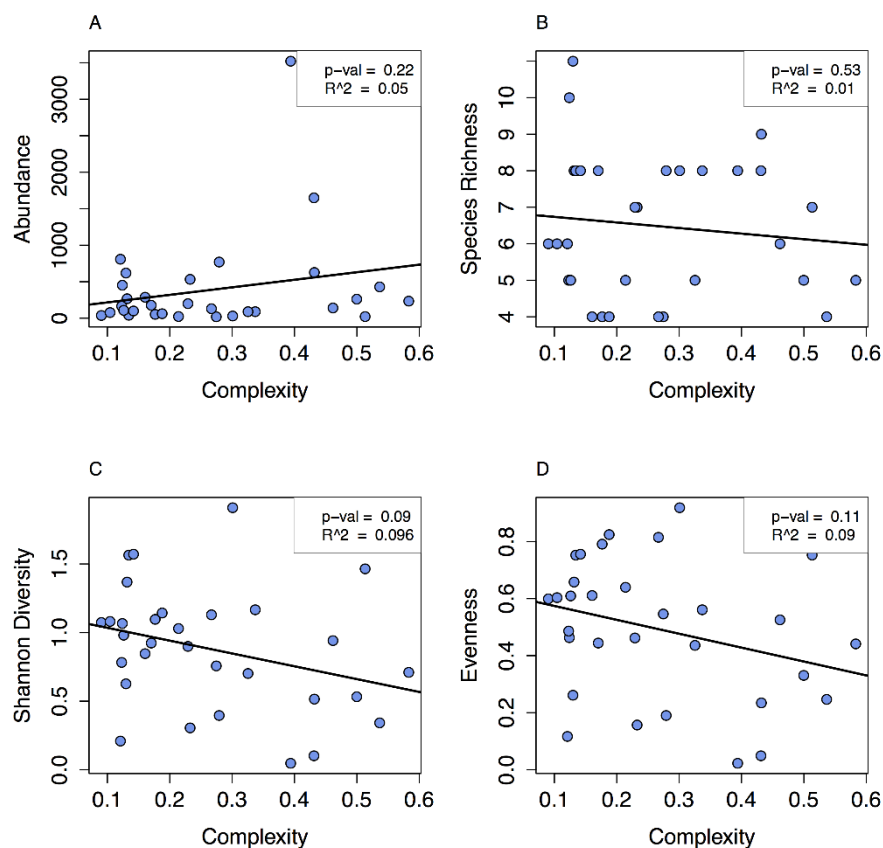 A
p-val = 0.22
R^2 = 0.05
Abundance
0 1000 2000 3000
0.1 0.2 0.3 0.4 0.5 0.6
Complexity
B
p-val = 0.53
R^2 = 0.01
Species Richness
4 5 6 7 8 9 10
0.1 0.2 0.3 0.4 0.5 0.6
Complexity
C
p-val = 0.09
R^2 = 0.096
Shannon Diversity
0.0 0.5 1.0 1.5
0.1 0.2 0.3 0.4 0.5 0.6
Complexity
D
p-val = 0.11
R^2 = 0.09
Evenness
0.0 0.2 0.4 0.6 0.8
0.1 0.2 0.3 0.4 0.5 0.6
Complexity